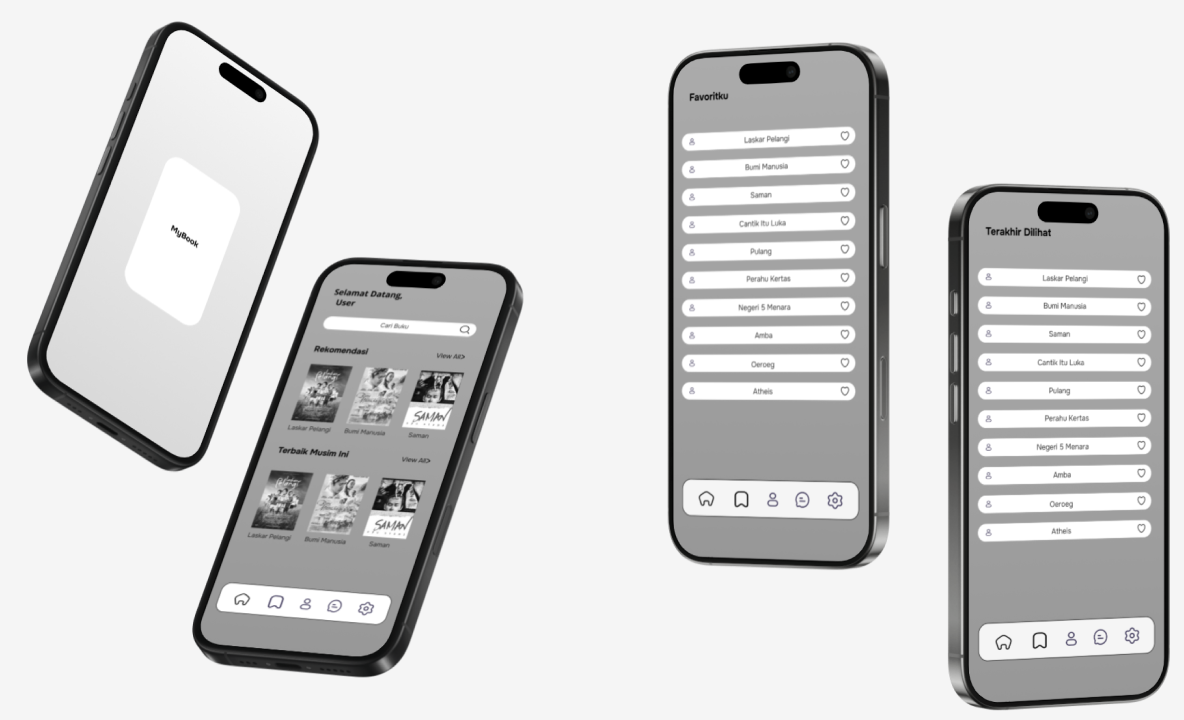 MyBook
Selamat Datang,
User
Cari Buku
Rekomendasi
View All>
Laskar Pelangi
Bumi Manusia
Saman
SAMAN
Terbaik Musim Ini
View All>
Laskar Pelangi
Bumi Manusia
Saman
SAMAN
Favoritku
Laskar Pelangi
Bumi Manusia
Saman
Cantik Itu Luka
Pulang
Perahu Kertas
Negeri 5 Menara
Amba
Oeroeg
Atheis
Terakhir Dilihat
Laskar Pelangi
Bumi Manusia
Saman
Cantik Itu Luka
Pulang
Perahu Kertas
Negeri 5 Menara
Amba
Oeroeg
Atheis